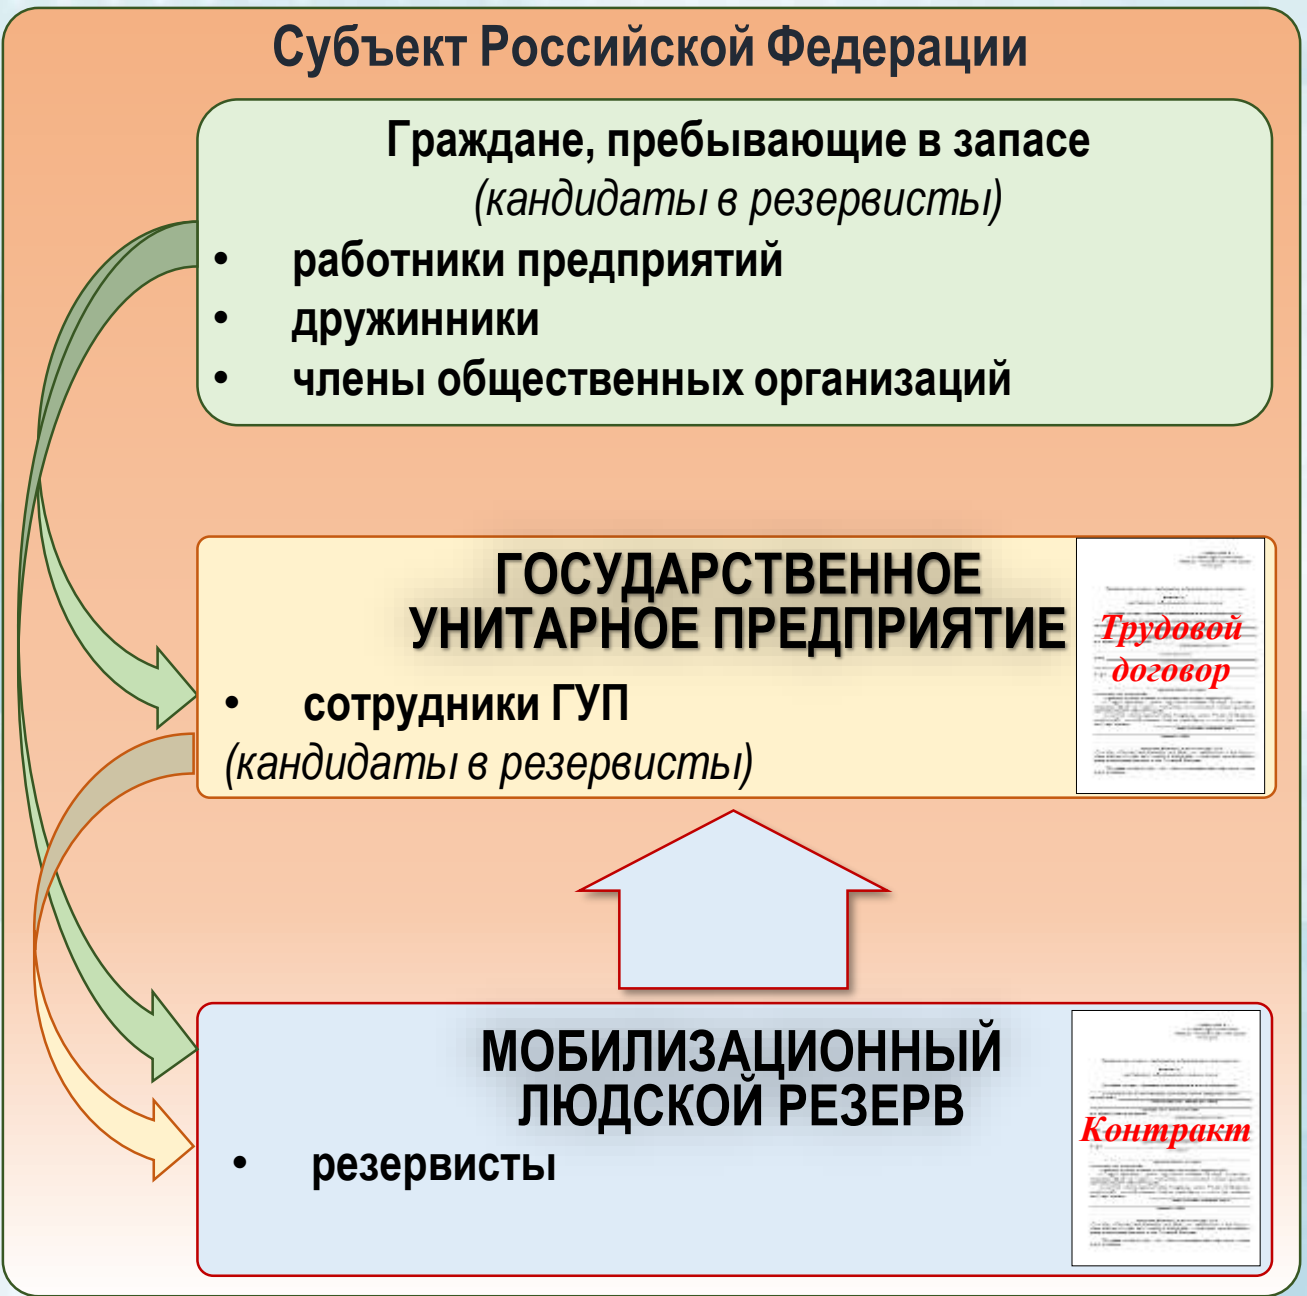 Субъект Российской Федерации
Граждане, пребывающие в запасе
(кандидаты в резервисты)
• работники предприятий
• дружинники
• члены общественных организаций
ГОСУДАРСТВЕННОЕ
УНИТАРНОЕ ПРЕДПРИЯТИЕ
Трудовой
договор
• сотрудники ГУП
(кандидаты в резервисты)
МОБИЛИЗАЦИОННЫЙ
ЛЮДСКОЙ РЕЗЕРВ
Контракт
• резервисты